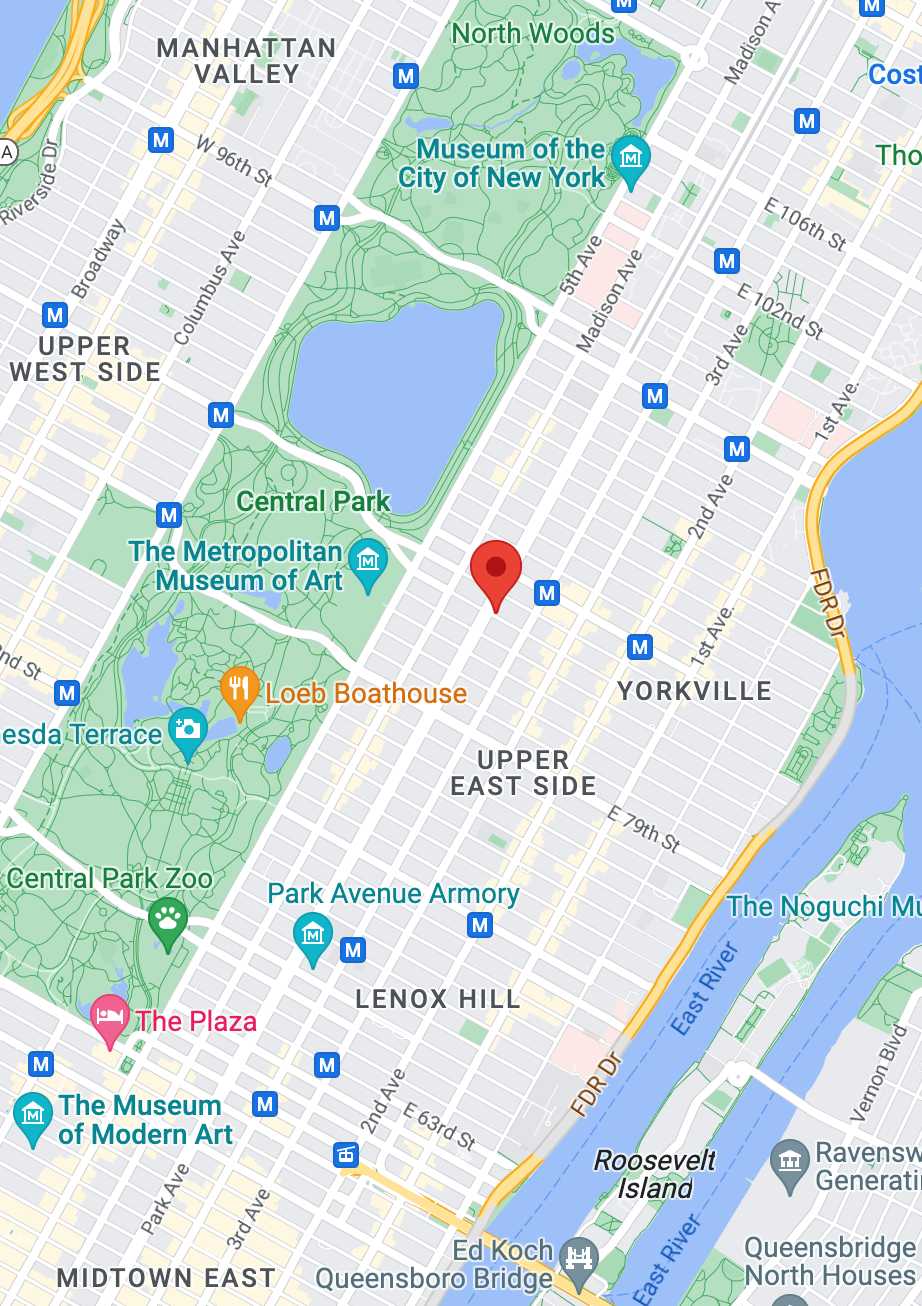 North Woods
Madison A
MANHATTAN
VALLEY
M
M
M
Cost
M
M
A
W 96th St
Museum of the
City of New York
Tho
Riverside Dr
M
E 106th St
Broadway
Columbus Ave
5th Ave
Madison Ave
M
E 102nd St
M
UPPER
WEST SIDE
3rd Ave
M
1st Ave.
M
M
Central Park
M
2nd Ave
The Metropolitan
Museum of Art
M
FDR Dr
1st Ave.
M
nd St
M
Loeb Boathouse
YORKVILLE
esda Terrace
UPPER
EAST SIDE
E 79th St
Central Park Zoo
Park Avenue Armory
The Noguchi Mu
M
M
East River
LENOX HILL
The Plaza
M
M
M
FDR Dr
Vernon Blvd
2nd Ave
The Museum
of Modern Art
E 63rd St
Roosevelt
Island
Ravensw
Generati
Park Ave
3rd Ave
East River
Ed Koch
Queensboro Bridge
Queensbridge
North Houses
MIDTOWN EAST